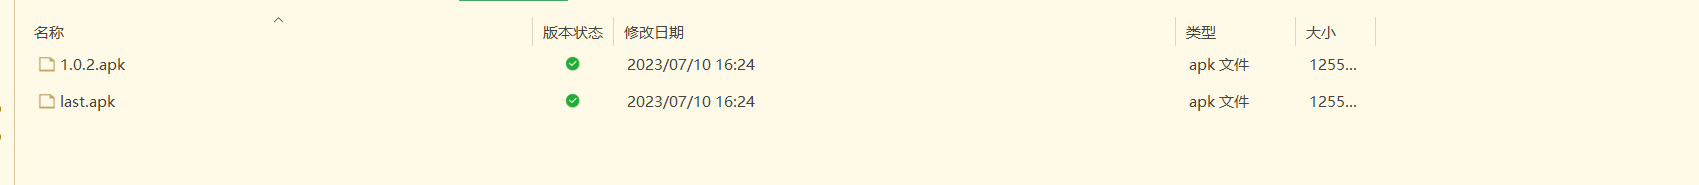 名称 版本状态 修改日期 类型 大小
1.0.2.apk 2023/07/10 16:24 apk 文件 1255...
last.apk 2023/07/10 16:24 apk 文件 1255...